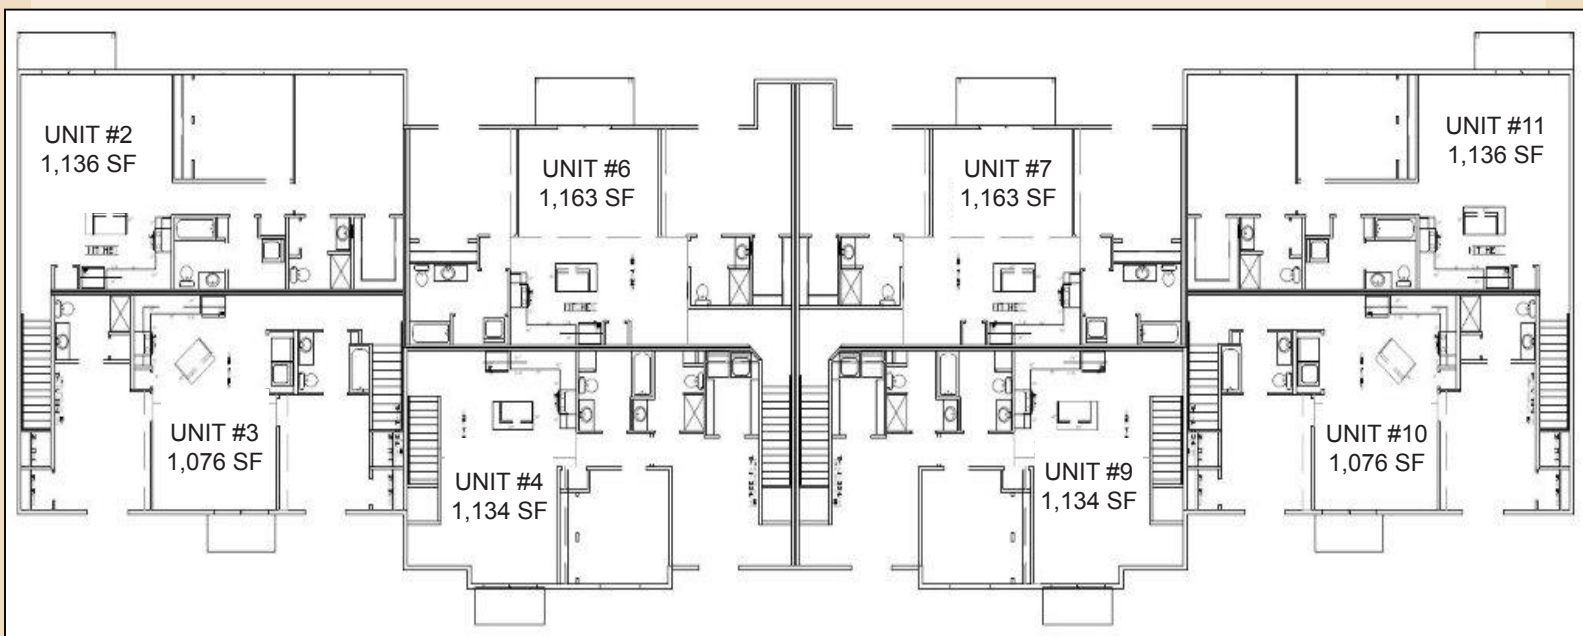 UNIT #2
1,136 SF
UNIT #6
1,163 SF
UNIT #7
1,163 SF
UNIT #11
1,136 SF
UNIT #3
1,076 SF
UNIT #4
1,134 SF
UNIT #9
1,134 SF
UNIT #10
1,076 SF